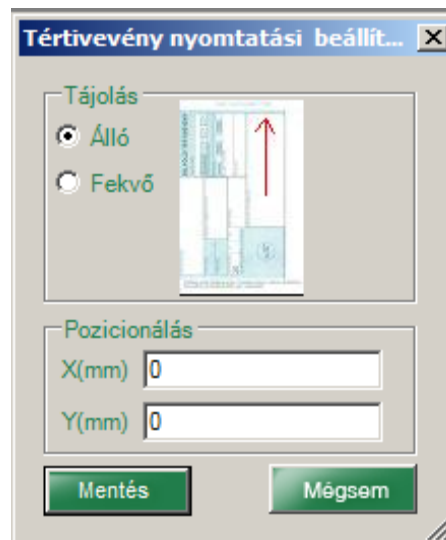 Tértivevény nyomtatási beállít...
Tájolás
Álló
Fekvő
Pozicionálás
X(mm) 0
Y(mm) 0
Mentés
Mégsem